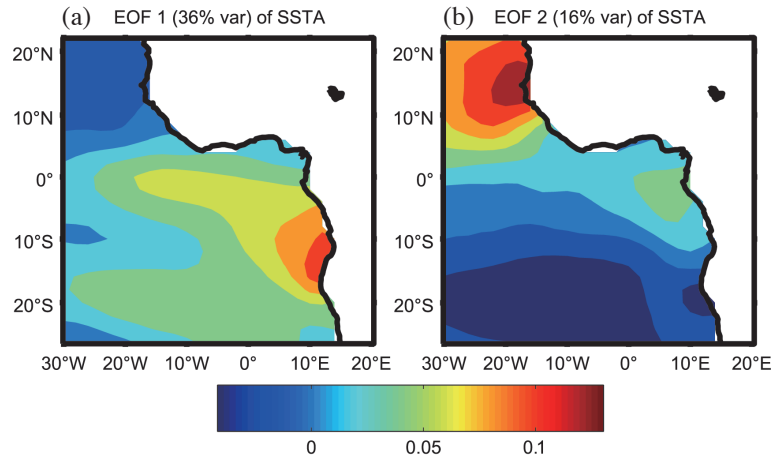 (a) EOF 1 (36% var) of SSTA
(b) EOF 2 (16% var) of SSTA
20°N
10°N
0°
10°S
20°S
30°W 20°W 10°W 0° 10°E 20°E
20°N
10°N
0°
10°S
20°S
30°W 20°W 10°W 0° 10°E 20°E
0 0.05 0.1